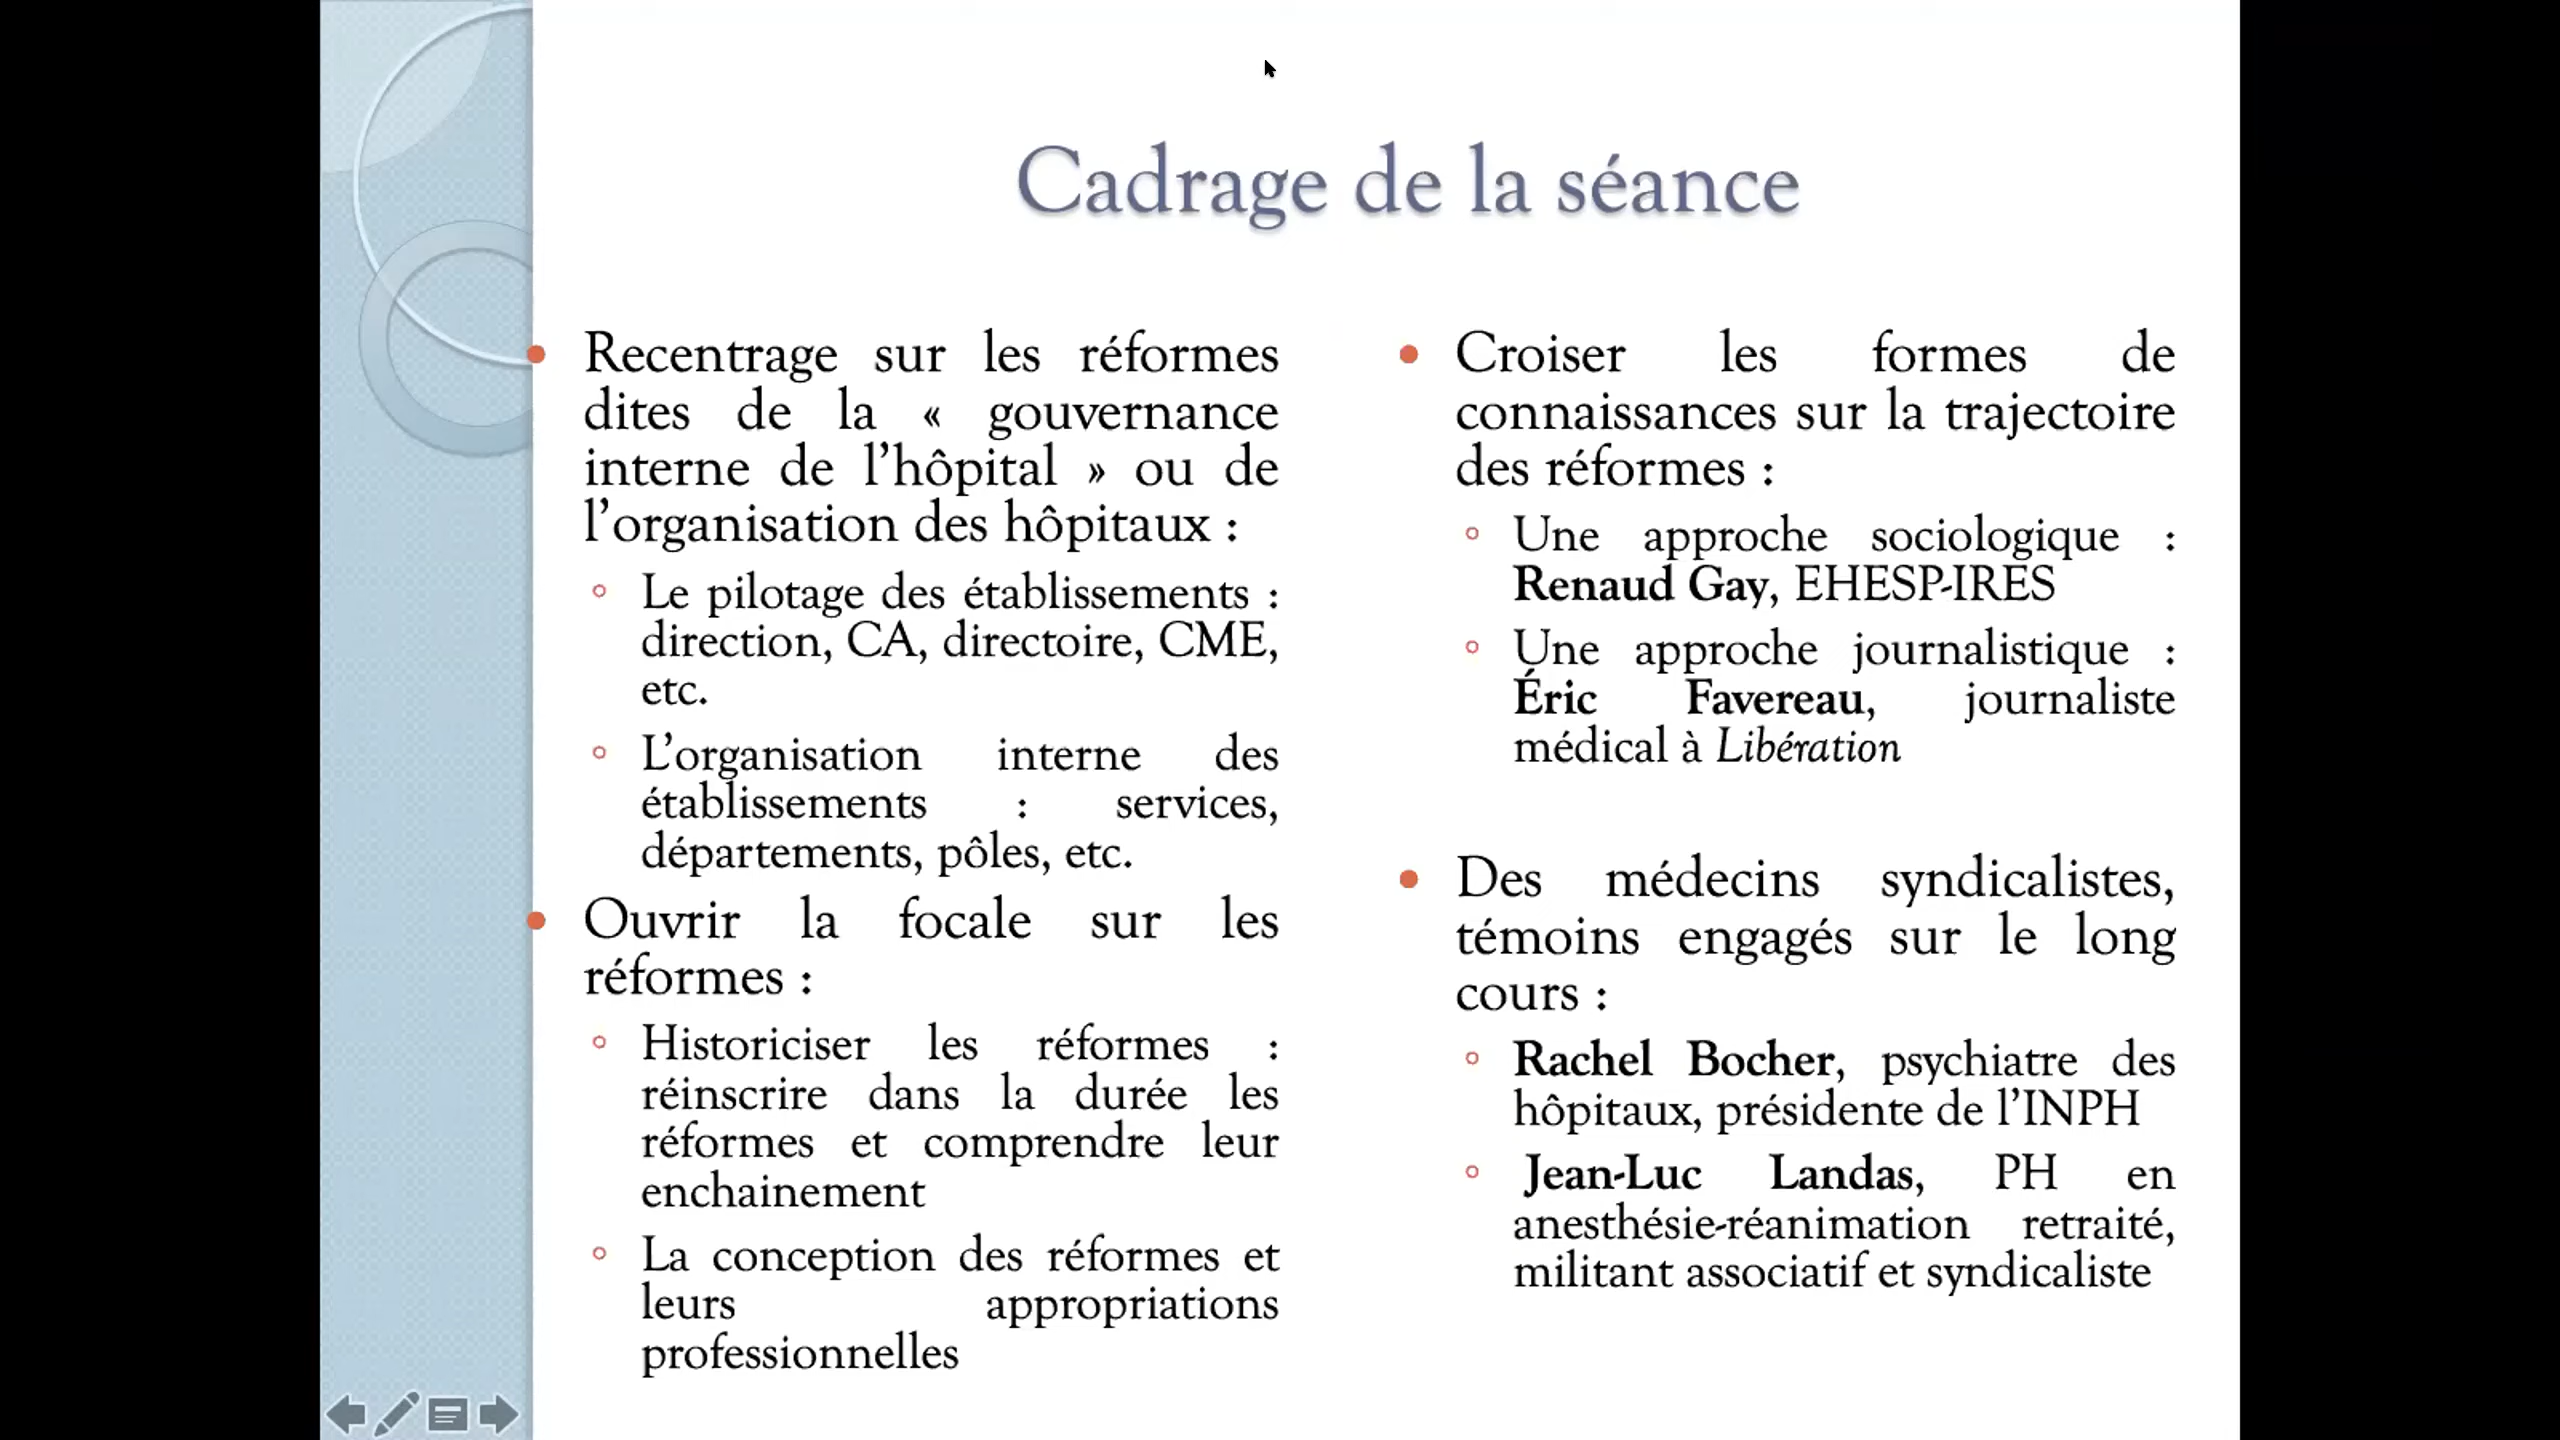 Cadrage de la séance
Recentrage sur les réformes
dites de la « gouvernance
interne de l’hôpital » ou de
l’organisation des hôpitaux :
Le pilotage des établissements :
direction, CA, directoire, CME,
etc.
L’organisation interne des
établissements : services,
départements, pôles, etc.
Ouvrir la focale sur les
réformes :
Historiciser les réformes :
réinscrire dans la durée les
réformes et comprendre leur
enchainement
La conception des réformes et
leurs appropriations
professionnelles
Croiser les formes de
connaissances sur la trajectoire
des réformes :
Une approche sociologique :
Renaud Gay, EHESP-IRES
Une approche journalistique :
Éric Favereau, journaliste
médical à Libération
Des médecins syndicalistes,
témoins engagés sur le long
cours :
Rachel Bocher, psychiatre des
hôpitaux, présidente de l’INPH
Jean-Luc Landas, PH en
anesthésie-réanimation retraité,
militant associatif et syndicaliste